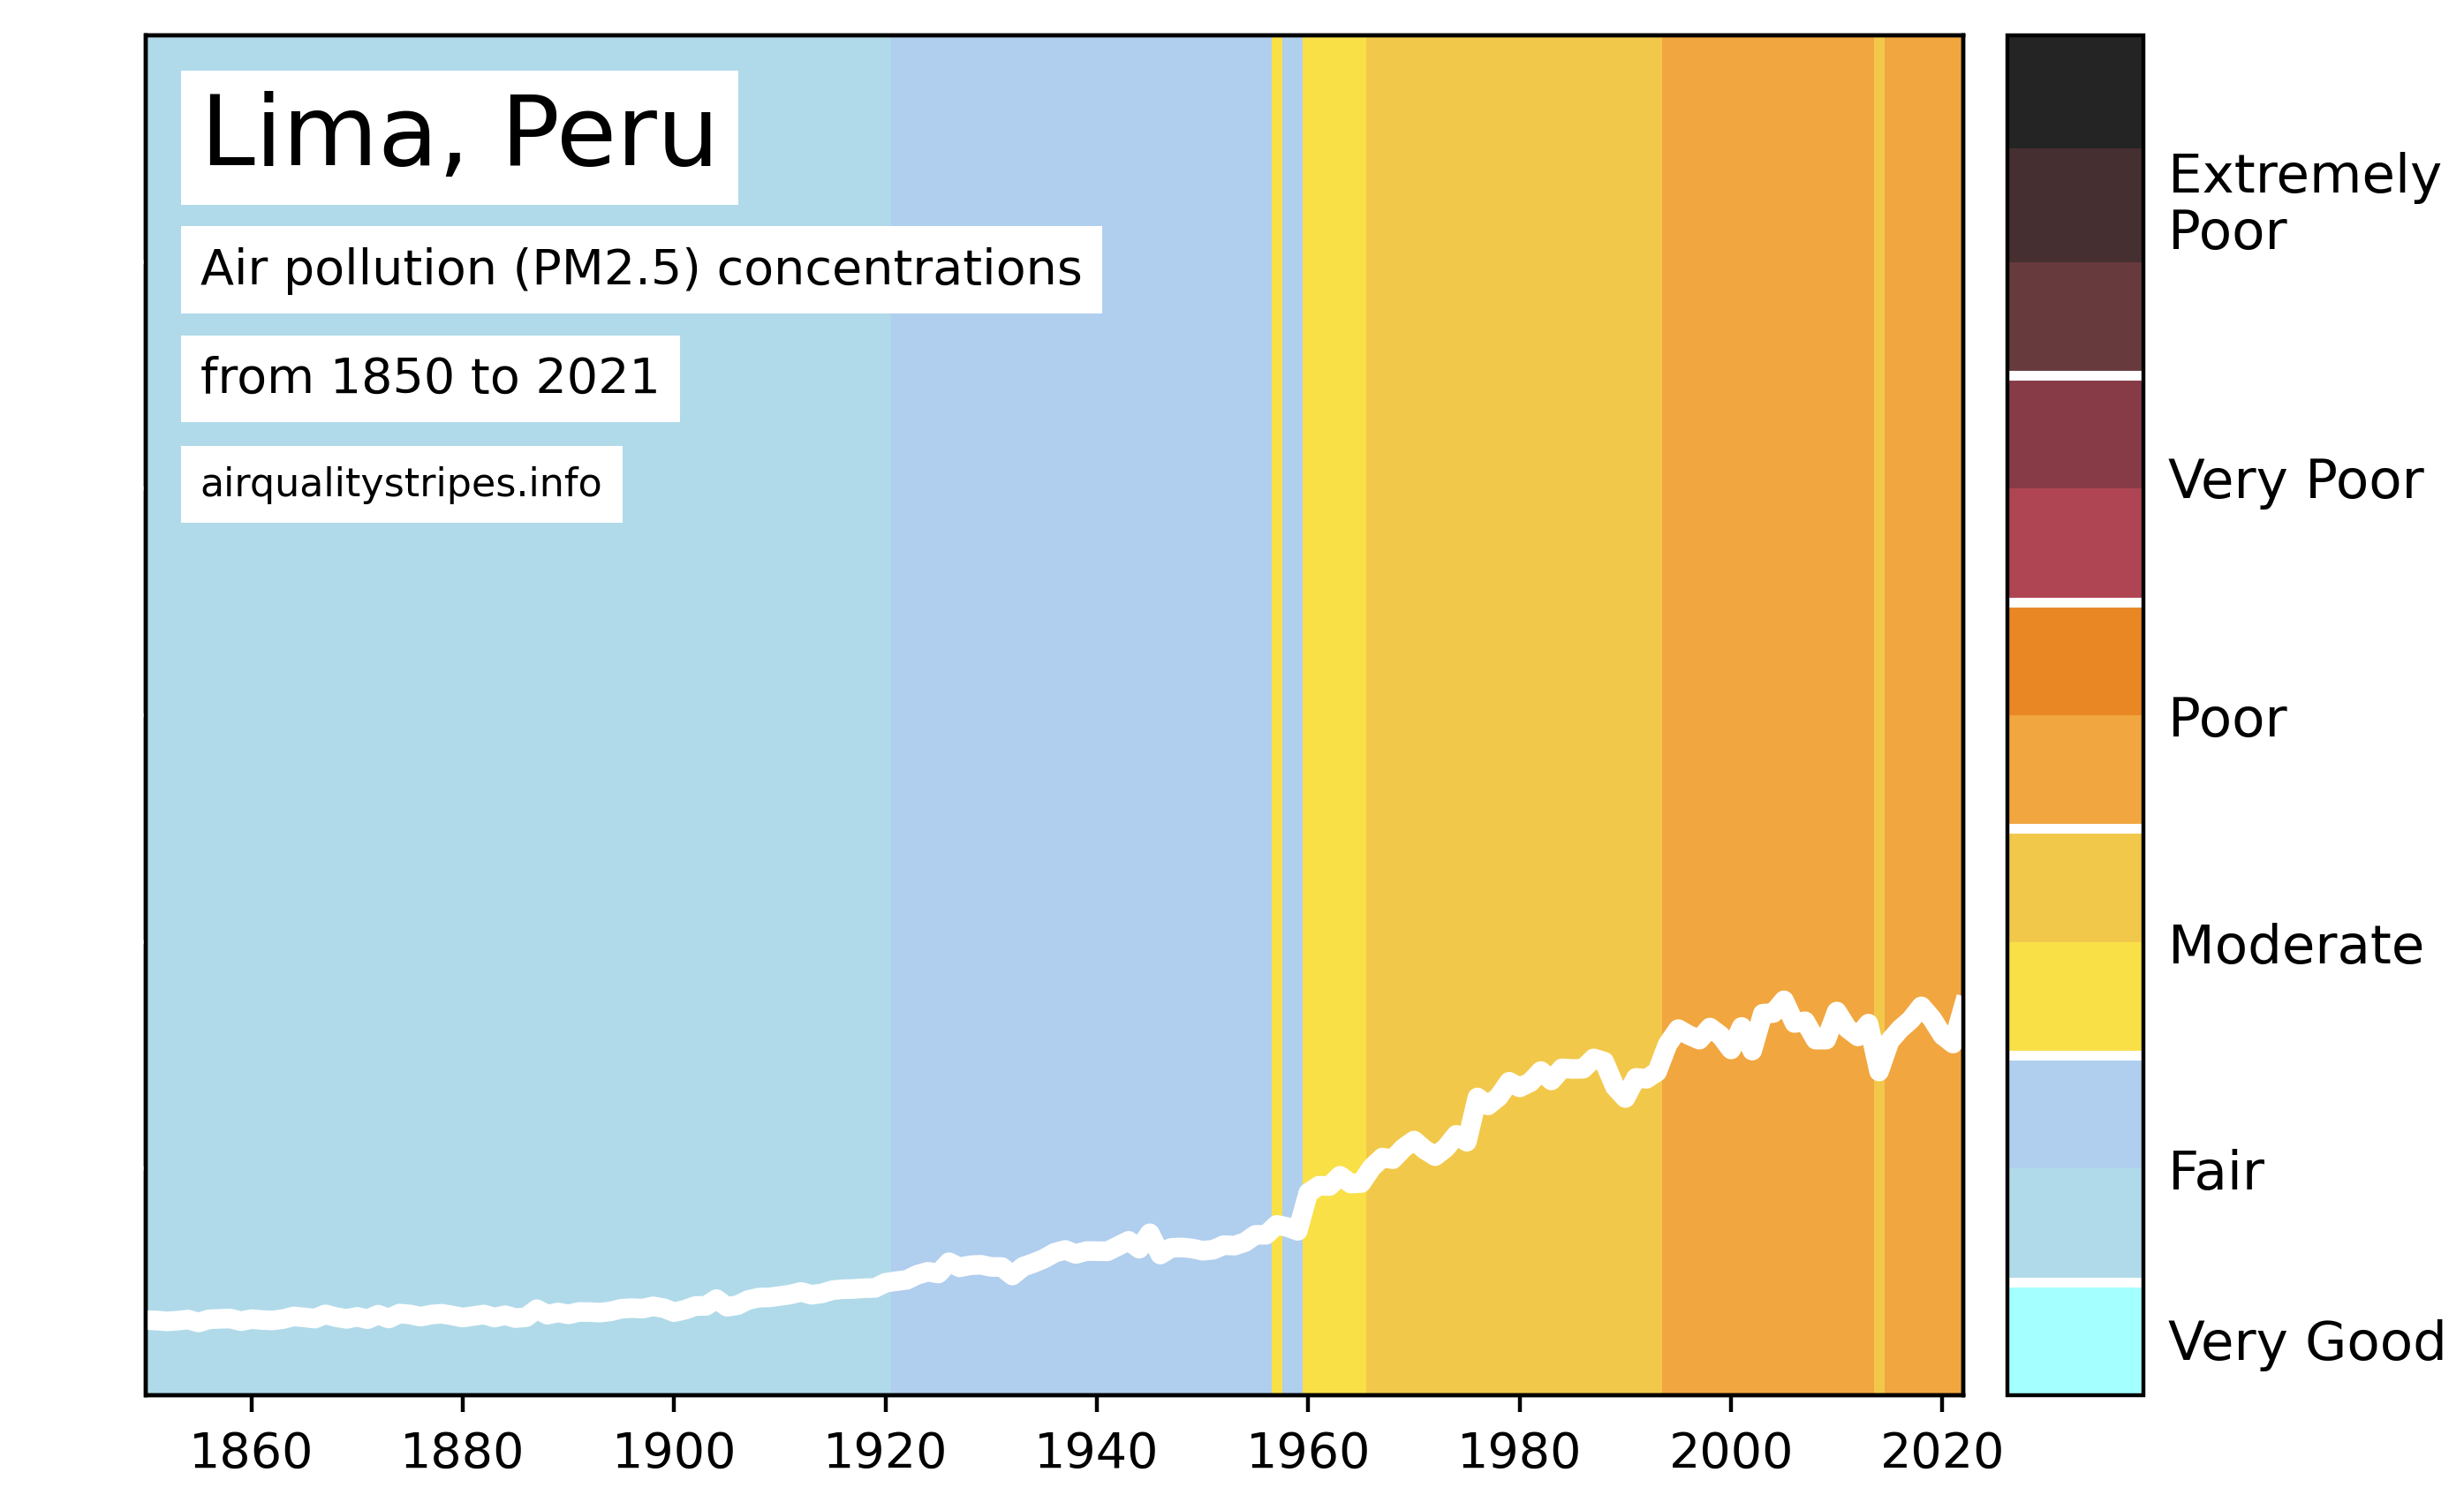 Lima, Peru
Air pollution (PM2.5) concentrations
from 1850 to 2021
airqualitystripes.info
Extremely
Poor
Very Poor
Poor
Moderate
Fair
Very Good
1860 1880 1900 1920 1940 1960 1980 2000 2020